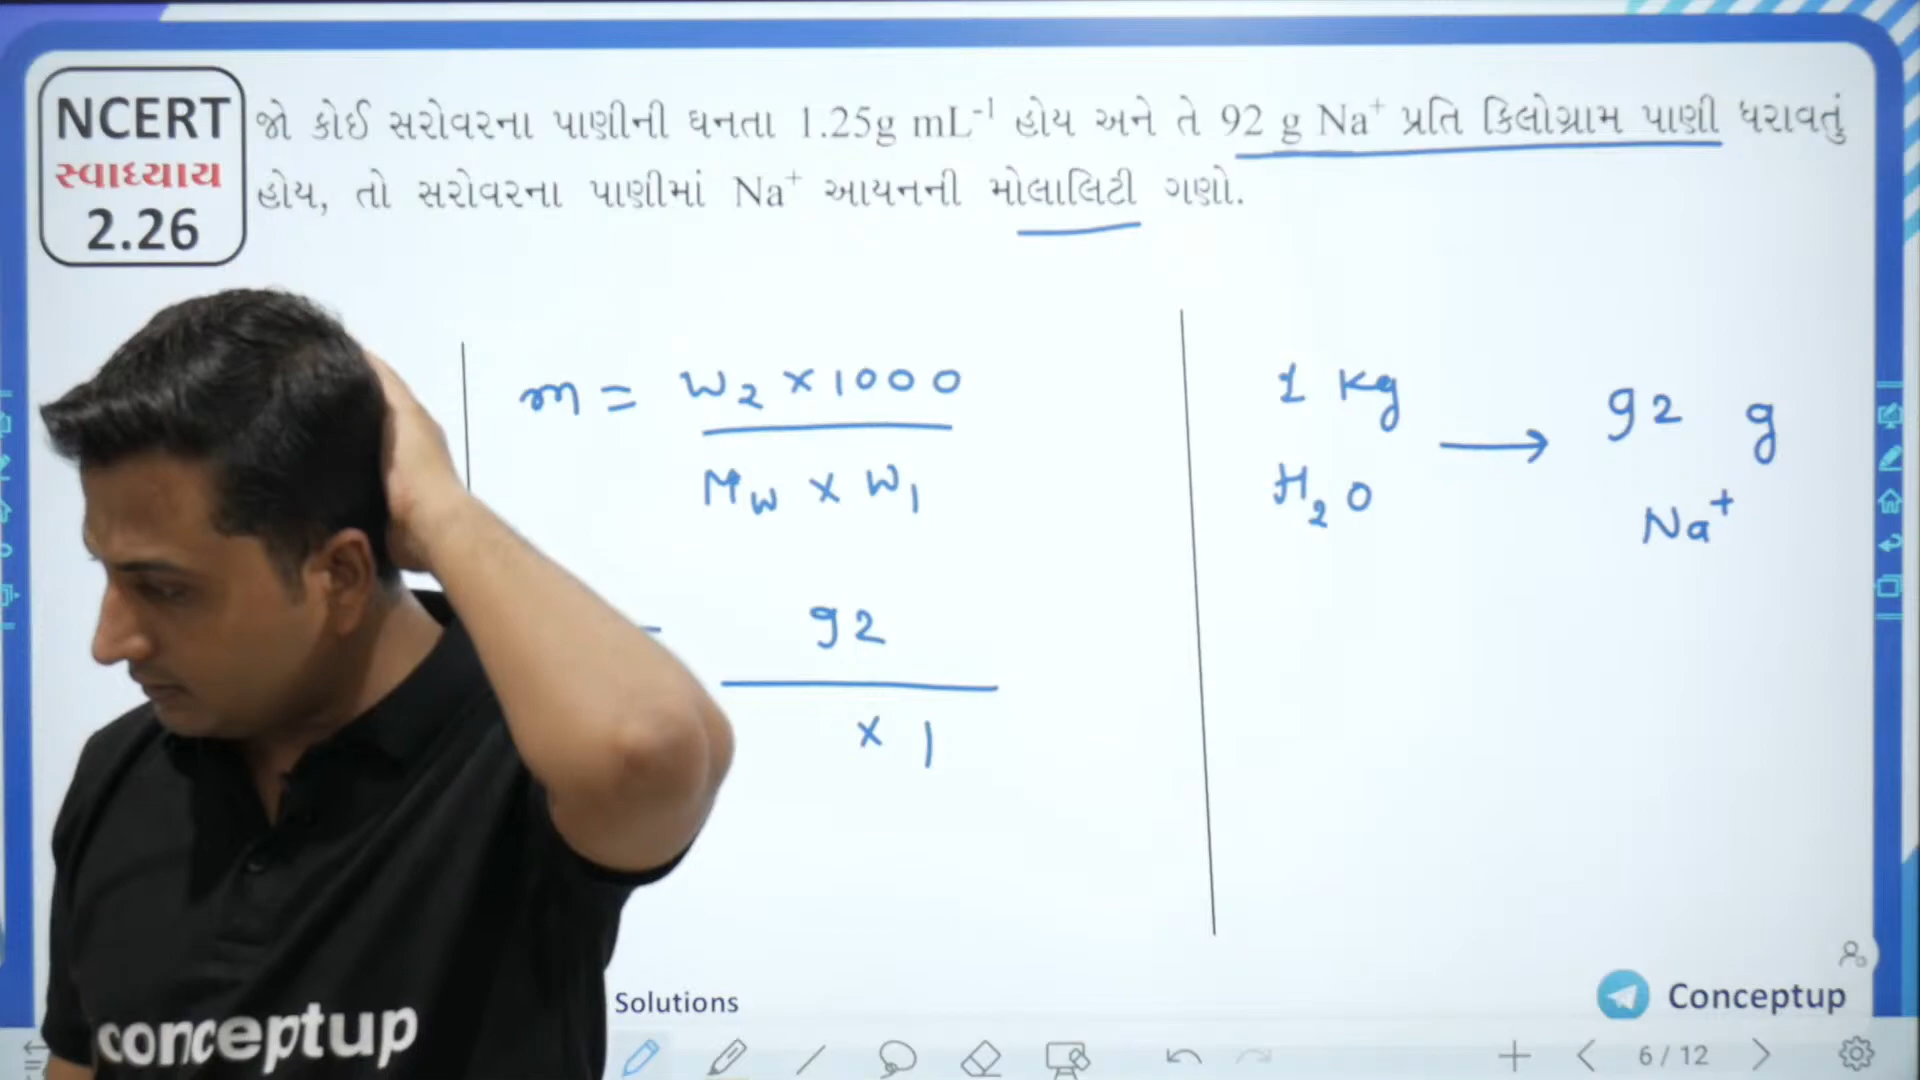 NCERT
સ્વાધ્યાય
2.26
જો કોઈ સરોવરના પાણીની ઘનતા 1.25g mL⁻¹ હોય અને તે 92 g Na⁺ પ્રતિ કિલોગ્રામ પાણી ધરાવતું
હોય, તો સરોવરના પાણીમાં Na⁺ આયનની મોલાલિટી ગણો.
m = W₂ × 1000
M_W × W₁
92
× 1
1 Kg
H₂O
→ 92 g
Na⁺
Solutions
Conceptup
conceptup
6 / 12